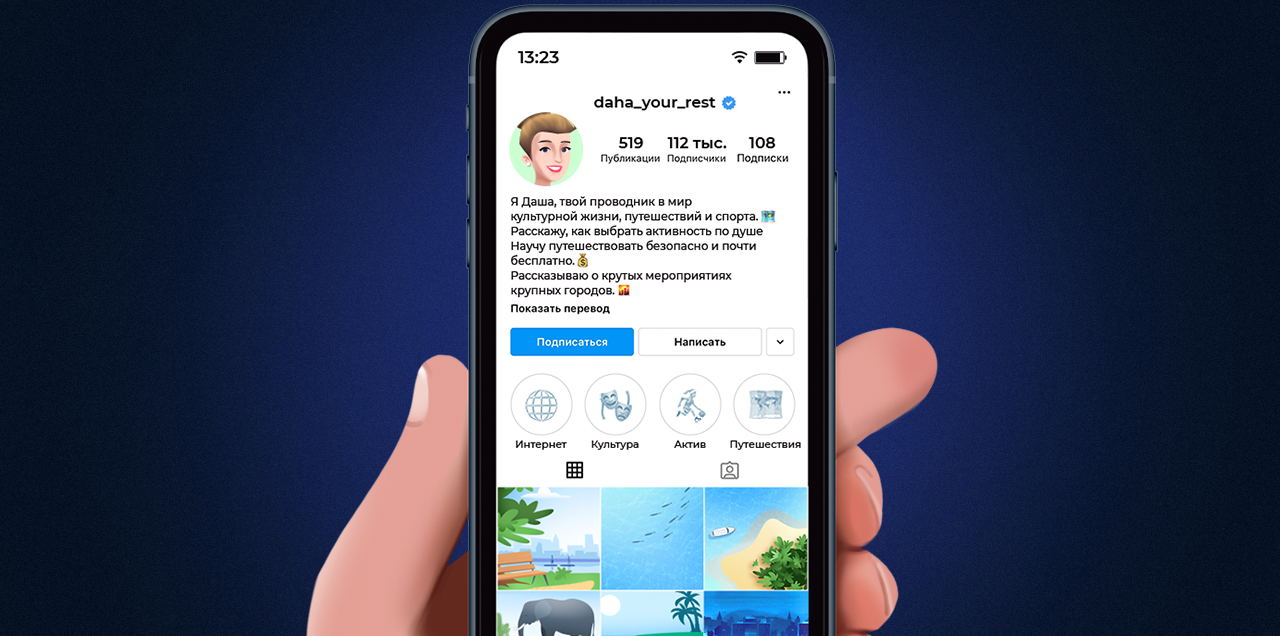 13:23
daha_your_rest
519 112 тыс. 108
Публикации Подписчики Подписки
Я Даша, твой проводник в мир
культурной жизни, путешествий и спорта.
Расскажу, как выбрать активность по душе
Научу путешествовать безопасно и почти
бесплатно.
Рассказываю о крутых мероприятиях
крупных городов.
Показать перевод
Подписаться Написать
Интернет Культура Актив Путешествия